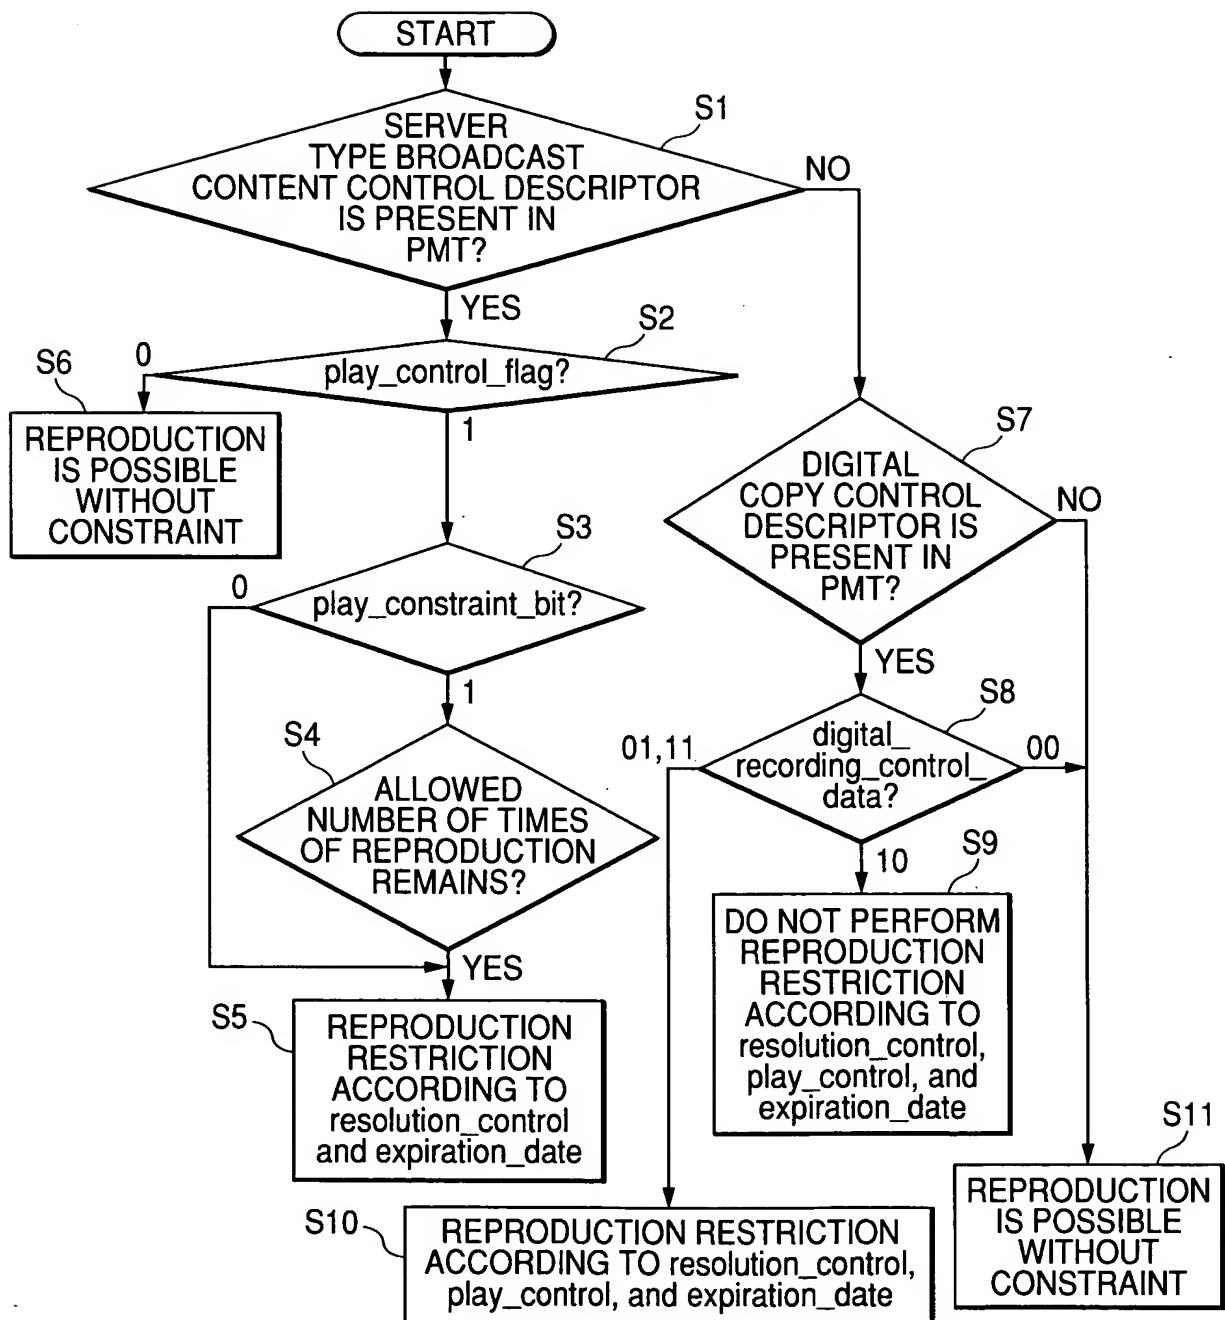 START
S1
SERVER
TYPE BROADCAST
CONTENT CONTROL DESCRIPTOR
IS PRESENT IN
PMT?
NO
YES
S2
0
play_control_flag?
1
S6
REPRODUCTION
IS POSSIBLE
WITHOUT
CONSTRAINT
S7
DIGITAL
COPY CONTROL
DESCRIPTOR IS
PRESENT IN
PMT?
NO
YES
S3
0
play_constraint_bit?
1
S4
ALLOWED
NUMBER OF TIMES
OF REPRODUCTION
REMAINS?
YES
S8
01,11
digital_
recording_control_
data?
00
10
S9
DO NOT PERFORM
REPRODUCTION
RESTRICTION
ACCORDING TO
resolution_control,
play_control, and
expiration_date
S5
REPRODUCTION
RESTRICTION
ACCORDING TO
resolution_control
and expiration_date
S11
REPRODUCTION
IS POSSIBLE
WITHOUT
CONSTRAINT
S10
REPRODUCTION RESTRICTION
ACCORDING TO resolution_control,
play_control, and expiration_date